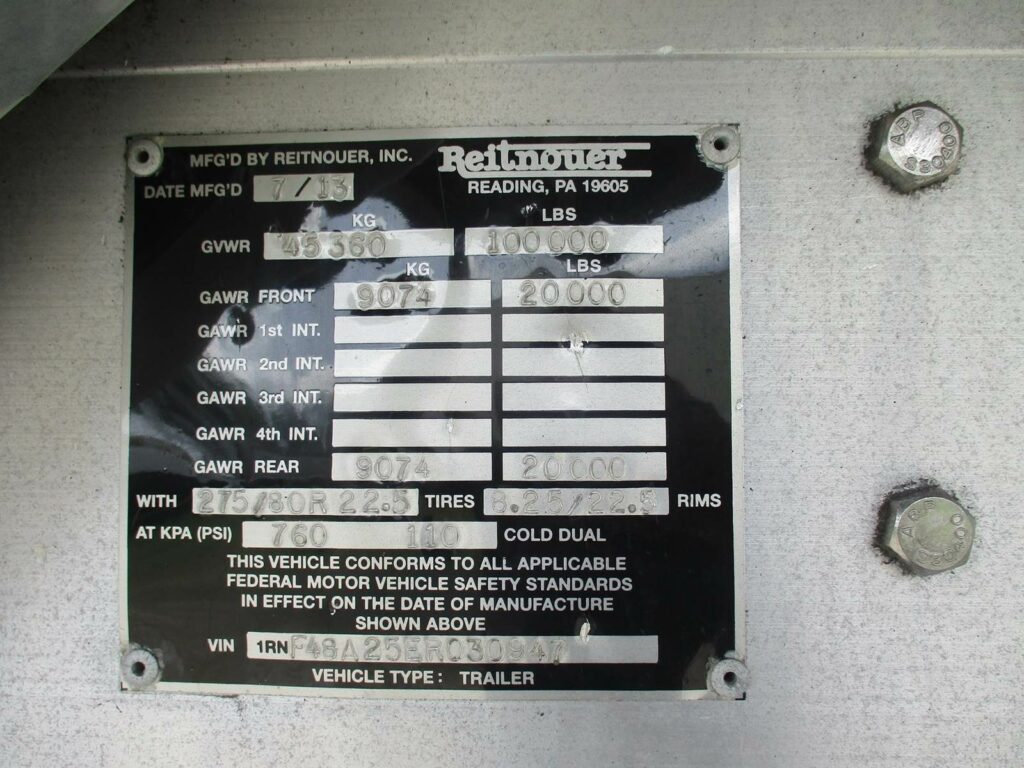 MFG'D BY REITNOUER, INC. Reitnouer
READING, PA 19605
DATE MFG'D 7/13
KG LBS
GVWR 45360 100000
KG LBS
GAWR FRONT 9074 20000
GAWR 1st INT.
GAWR 2nd INT.
GAWR 3rd INT.
GAWR 4th INT.
GAWR REAR 9074 20000
WITH 275/80R 22.5 TIRES 8.25/22.5 RIMS
AT KPA (PSI) 760 110 COLD DUAL
THIS VEHICLE CONFORMS TO ALL APPLICABLE
FEDERAL MOTOR VEHICLE SAFETY STANDARDS
IN EFFECT ON THE DATE OF MANUFACTURE
SHOWN ABOVE
VIN 1RNF48A25ER030947
VEHICLE TYPE: TRAILER